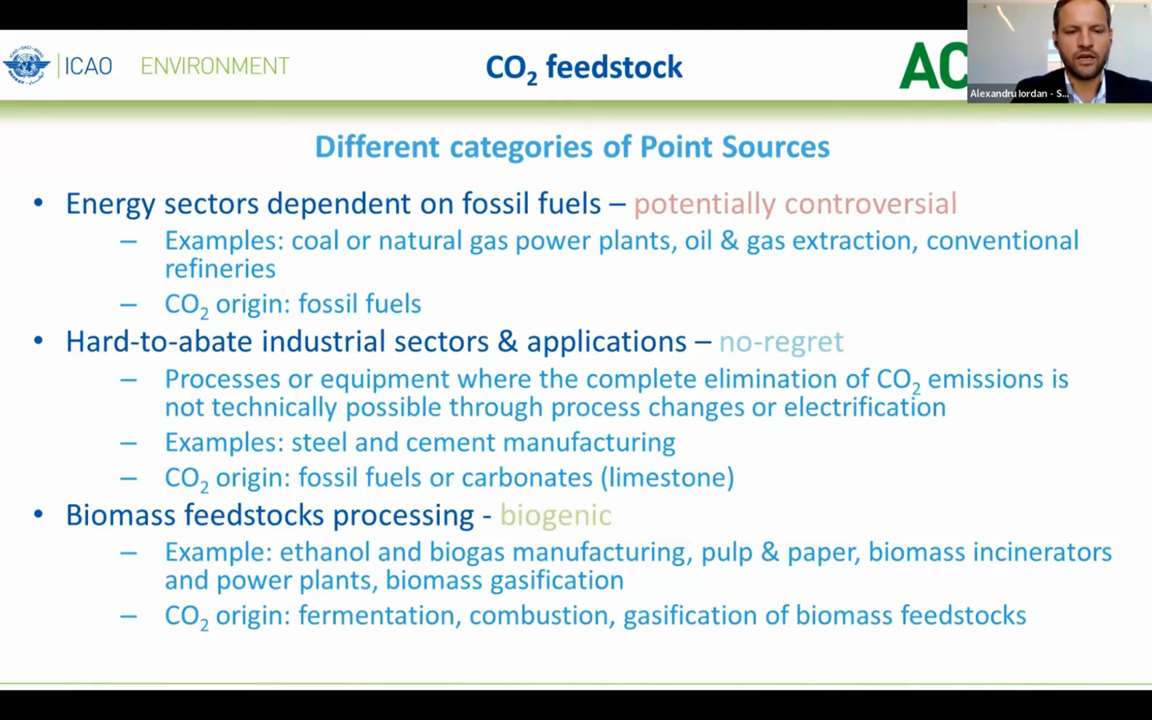 ICAO ENVIRONMENT
CO₂ feedstock
AC
Alexandru Iordan - S...
Different categories of Point Sources
• Energy sectors dependent on fossil fuels – potentially controversial
– Examples: coal or natural gas power plants, oil & gas extraction, conventional
refineries
– CO₂ origin: fossil fuels
• Hard-to-abate industrial sectors & applications – no-regret
– Processes or equipment where the complete elimination of CO₂ emissions is
not technically possible through process changes or electrification
– Examples: steel and cement manufacturing
– CO₂ origin: fossil fuels or carbonates (limestone)
• Biomass feedstocks processing - biogenic
– Example: ethanol and biogas manufacturing, pulp & paper, biomass incinerators
and power plants, biomass gasification
– CO₂ origin: fermentation, combustion, gasification of biomass feedstocks